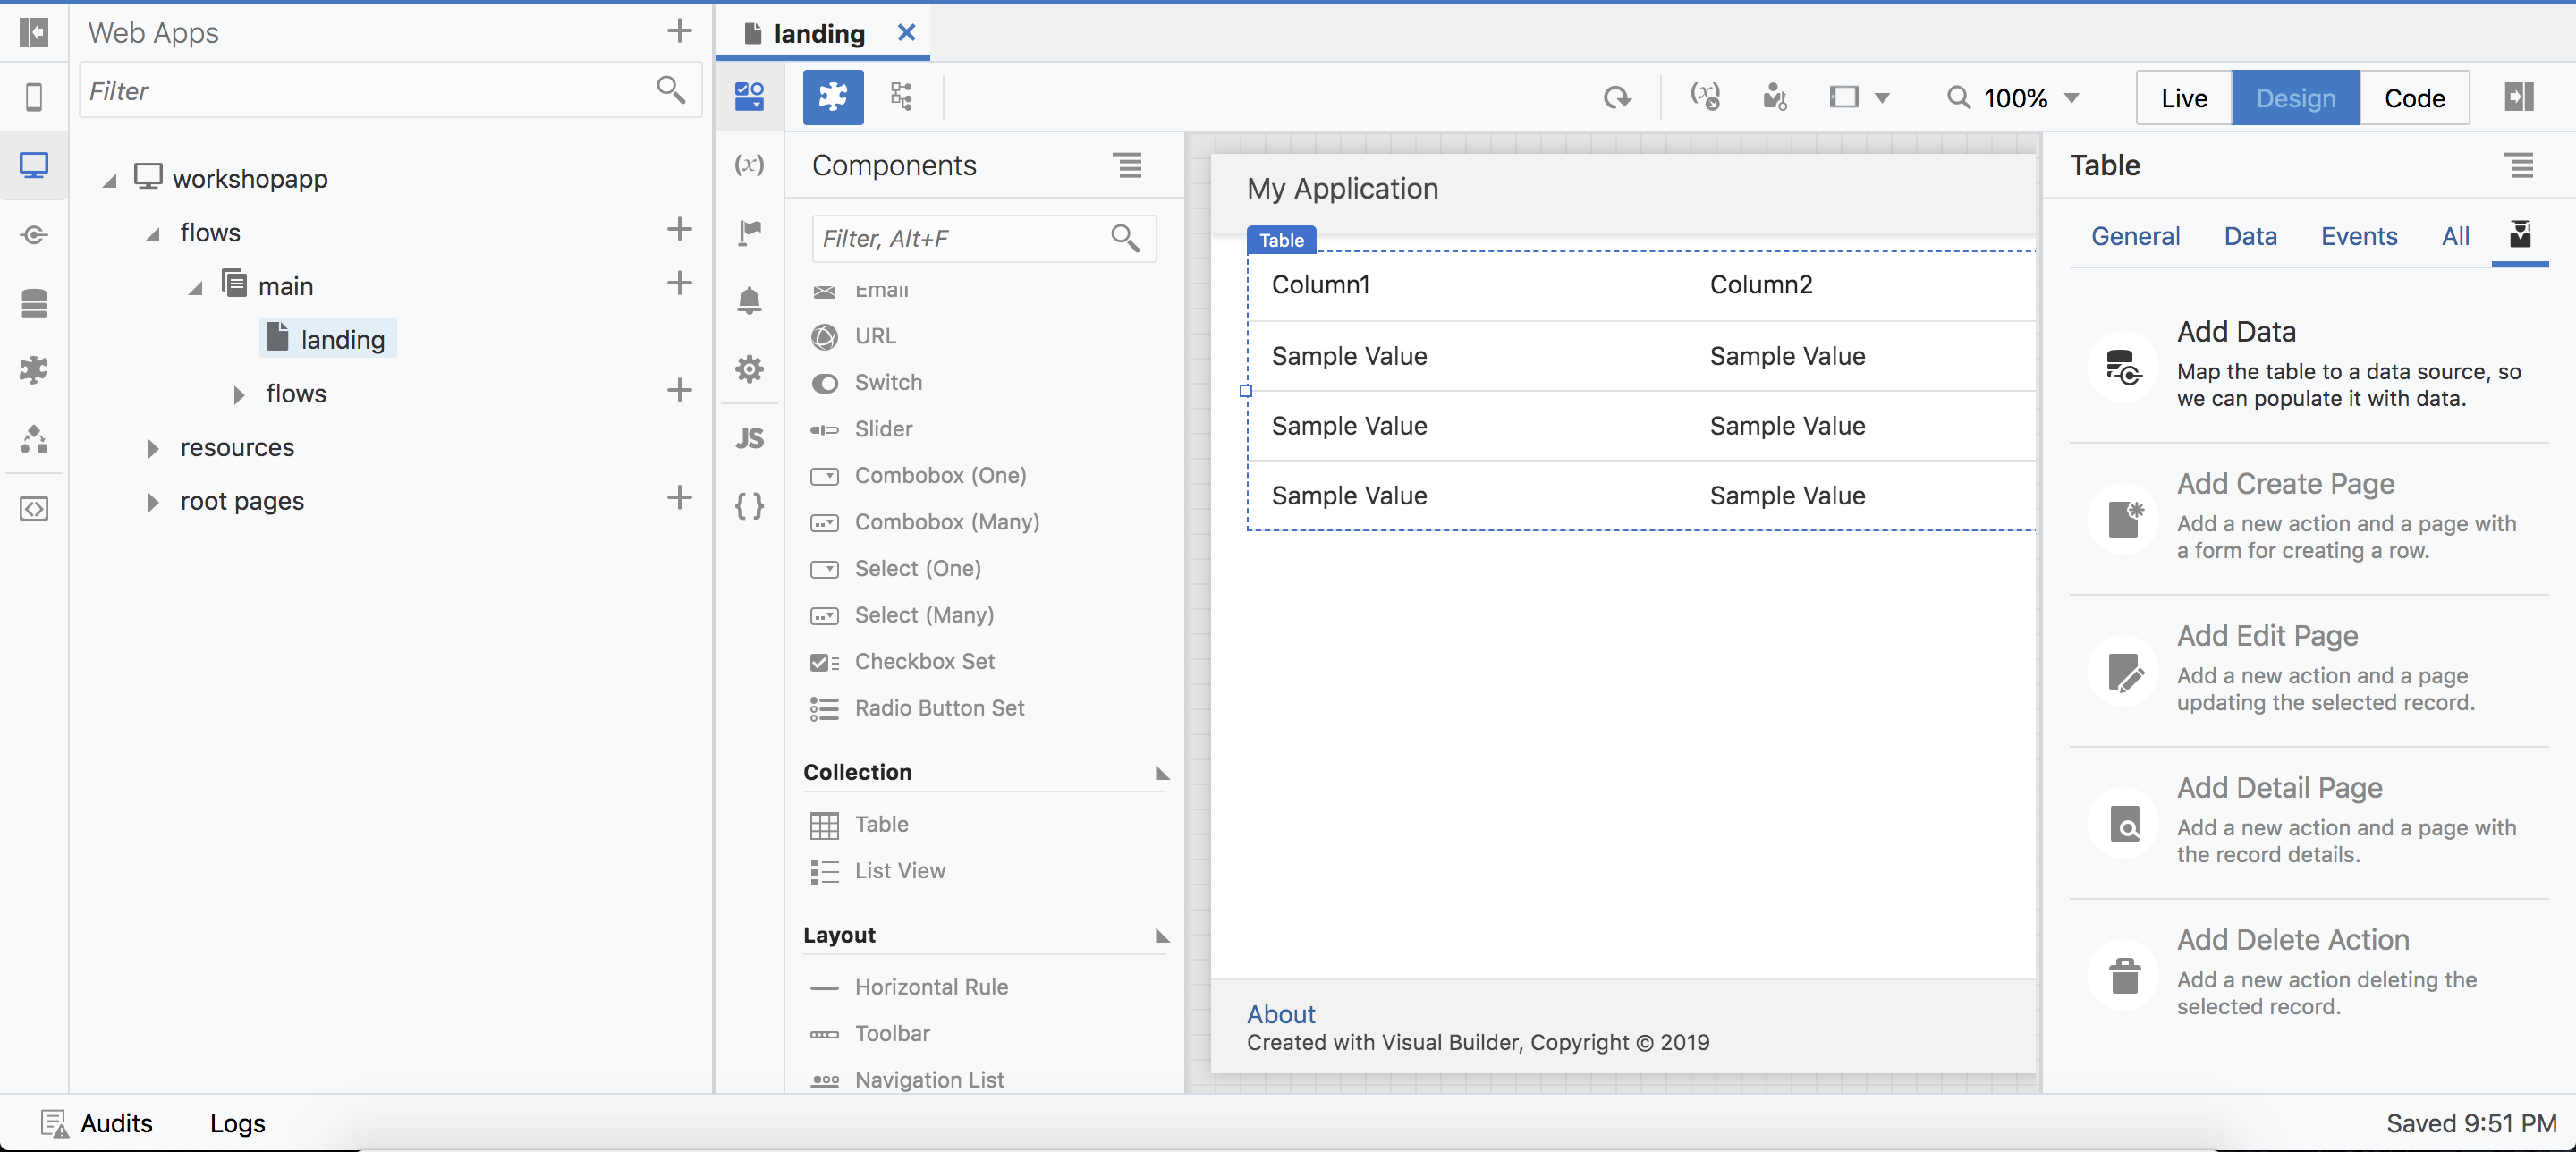 Web Apps
Filter
workshopapp
flows
main
landing
flows
resources
root pages
landing
100%
Live
Design
Code
(x)
JS
{ }
Components
Filter, Alt+F
Email
URL
Switch
Slider
Combobox (One)
Combobox (Many)
Select (One)
Select (Many)
Checkbox Set
Radio Button Set
Collection
Table
List View
Layout
Horizontal Rule
Toolbar
Navigation List
My Application
Table
Column1 Column2
Sample Value Sample Value
Sample Value Sample Value
Sample Value Sample Value
About
Created with Visual Builder, Copyright © 2019
Table
General Data Events All
Add Data
Map the table to a data source, so
we can populate it with data.
Add Create Page
Add a new action and a page with
a form for creating a row.
Add Edit Page
Add a new action and a page
updating the selected record.
Add Detail Page
Add a new action and a page with
the record details.
Add Delete Action
Add a new action deleting the
selected record.
Audits
Logs
Saved 9:51 PM